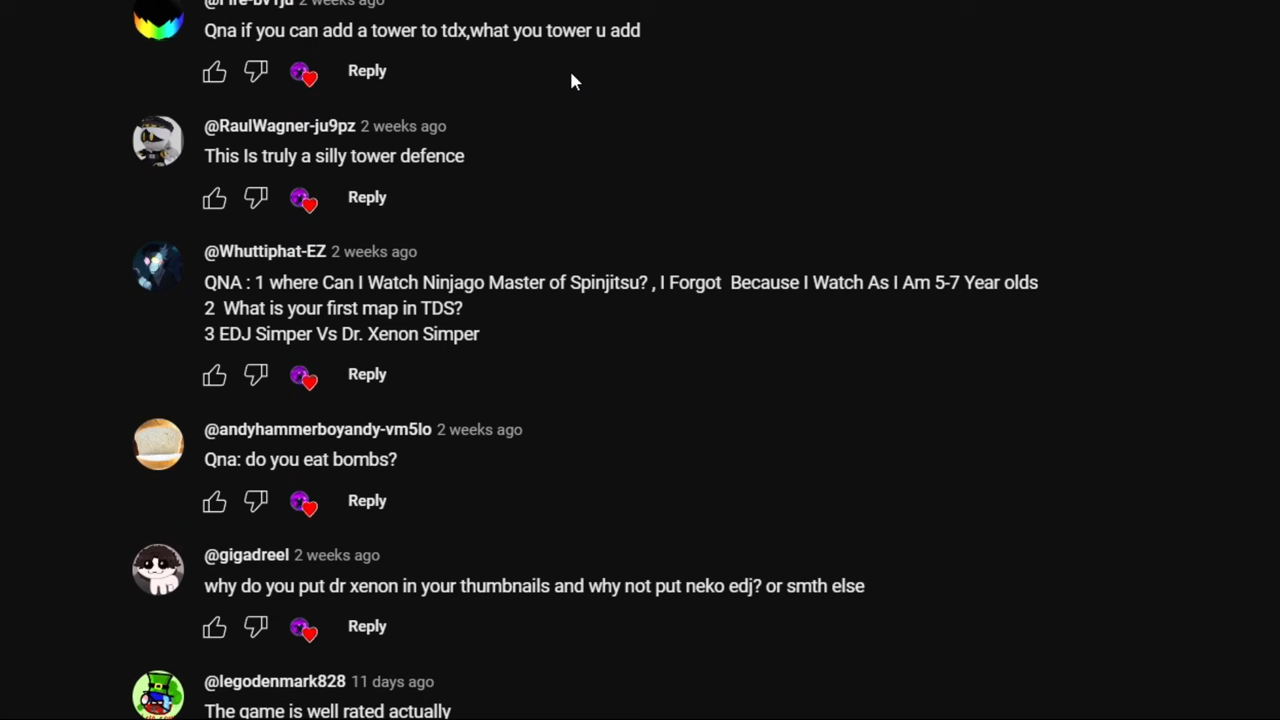 @Fire-bv1ju 2 weeks ago
Qna if you can add a tower to tdx,what you tower u add
Reply
@RaulWagner-ju9pz 2 weeks ago
This Is truly a silly tower defence
Reply
@Whuttiphat-EZ 2 weeks ago
QNA : 1 where Can I Watch Ninjago Master of Spinjitsu? , I Forgot  Because I Watch As I Am 5-7 Year olds
2  What is your first map in TDS?
3 EDJ Simper Vs Dr. Xenon Simper
Reply
@andyhammerboyandy-vm5lo 2 weeks ago
Qna: do you eat bombs?
Reply
@gigadreel 2 weeks ago
why do you put dr xenon in your thumbnails and why not put neko edj? or smth else
Reply
@legodenmark828 11 days ago
The game is well rated actually